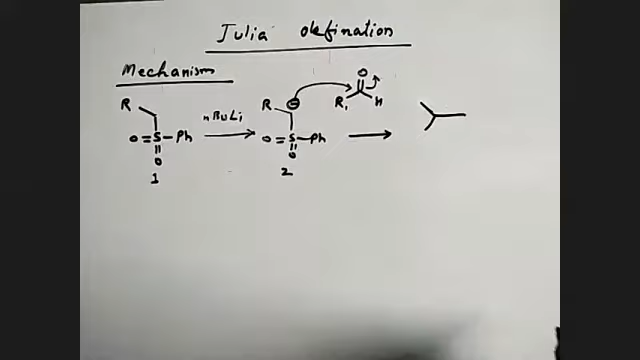 Julia olefination
Mechanism
R
O=S-Ph
O
1
nBuLi
R
⊖
O=S-Ph
O
2
O
R₁ H